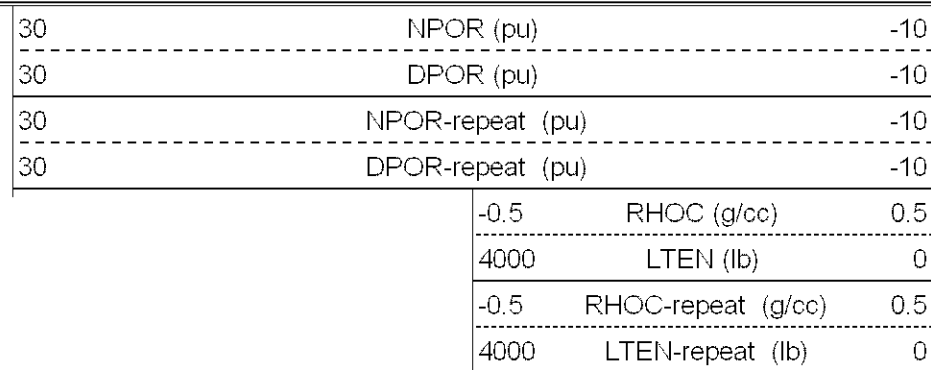 30 NPOR (pu) -10
30 DPOR (pu) -10
30 NPOR-repeat (pu) -10
30 DPOR-repeat (pu) -10
-0.5 RHOC (g/cc) 0.5
4000 LTEN (lb) 0
-0.5 RHOC-repeat (g/cc) 0.5
4000 LTEN-repeat (lb) 0